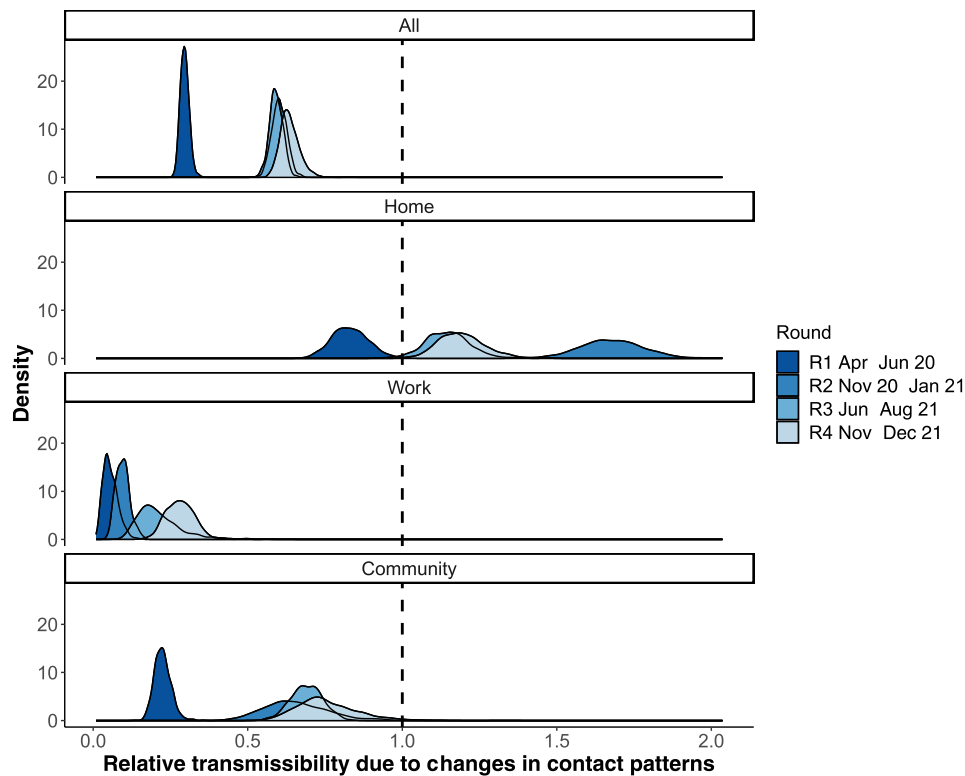 All
20
10
0
Home
20
10
0
Work
20
10
0
Community
20
10
0
0.0 0.5 1.0 1.5 2.0
Relative transmissibility due to changes in contact patterns
Density
Round
R1 Apr Jun 20
R2 Nov 20 Jan 21
R3 Jun Aug 21
R4 Nov Dec 21